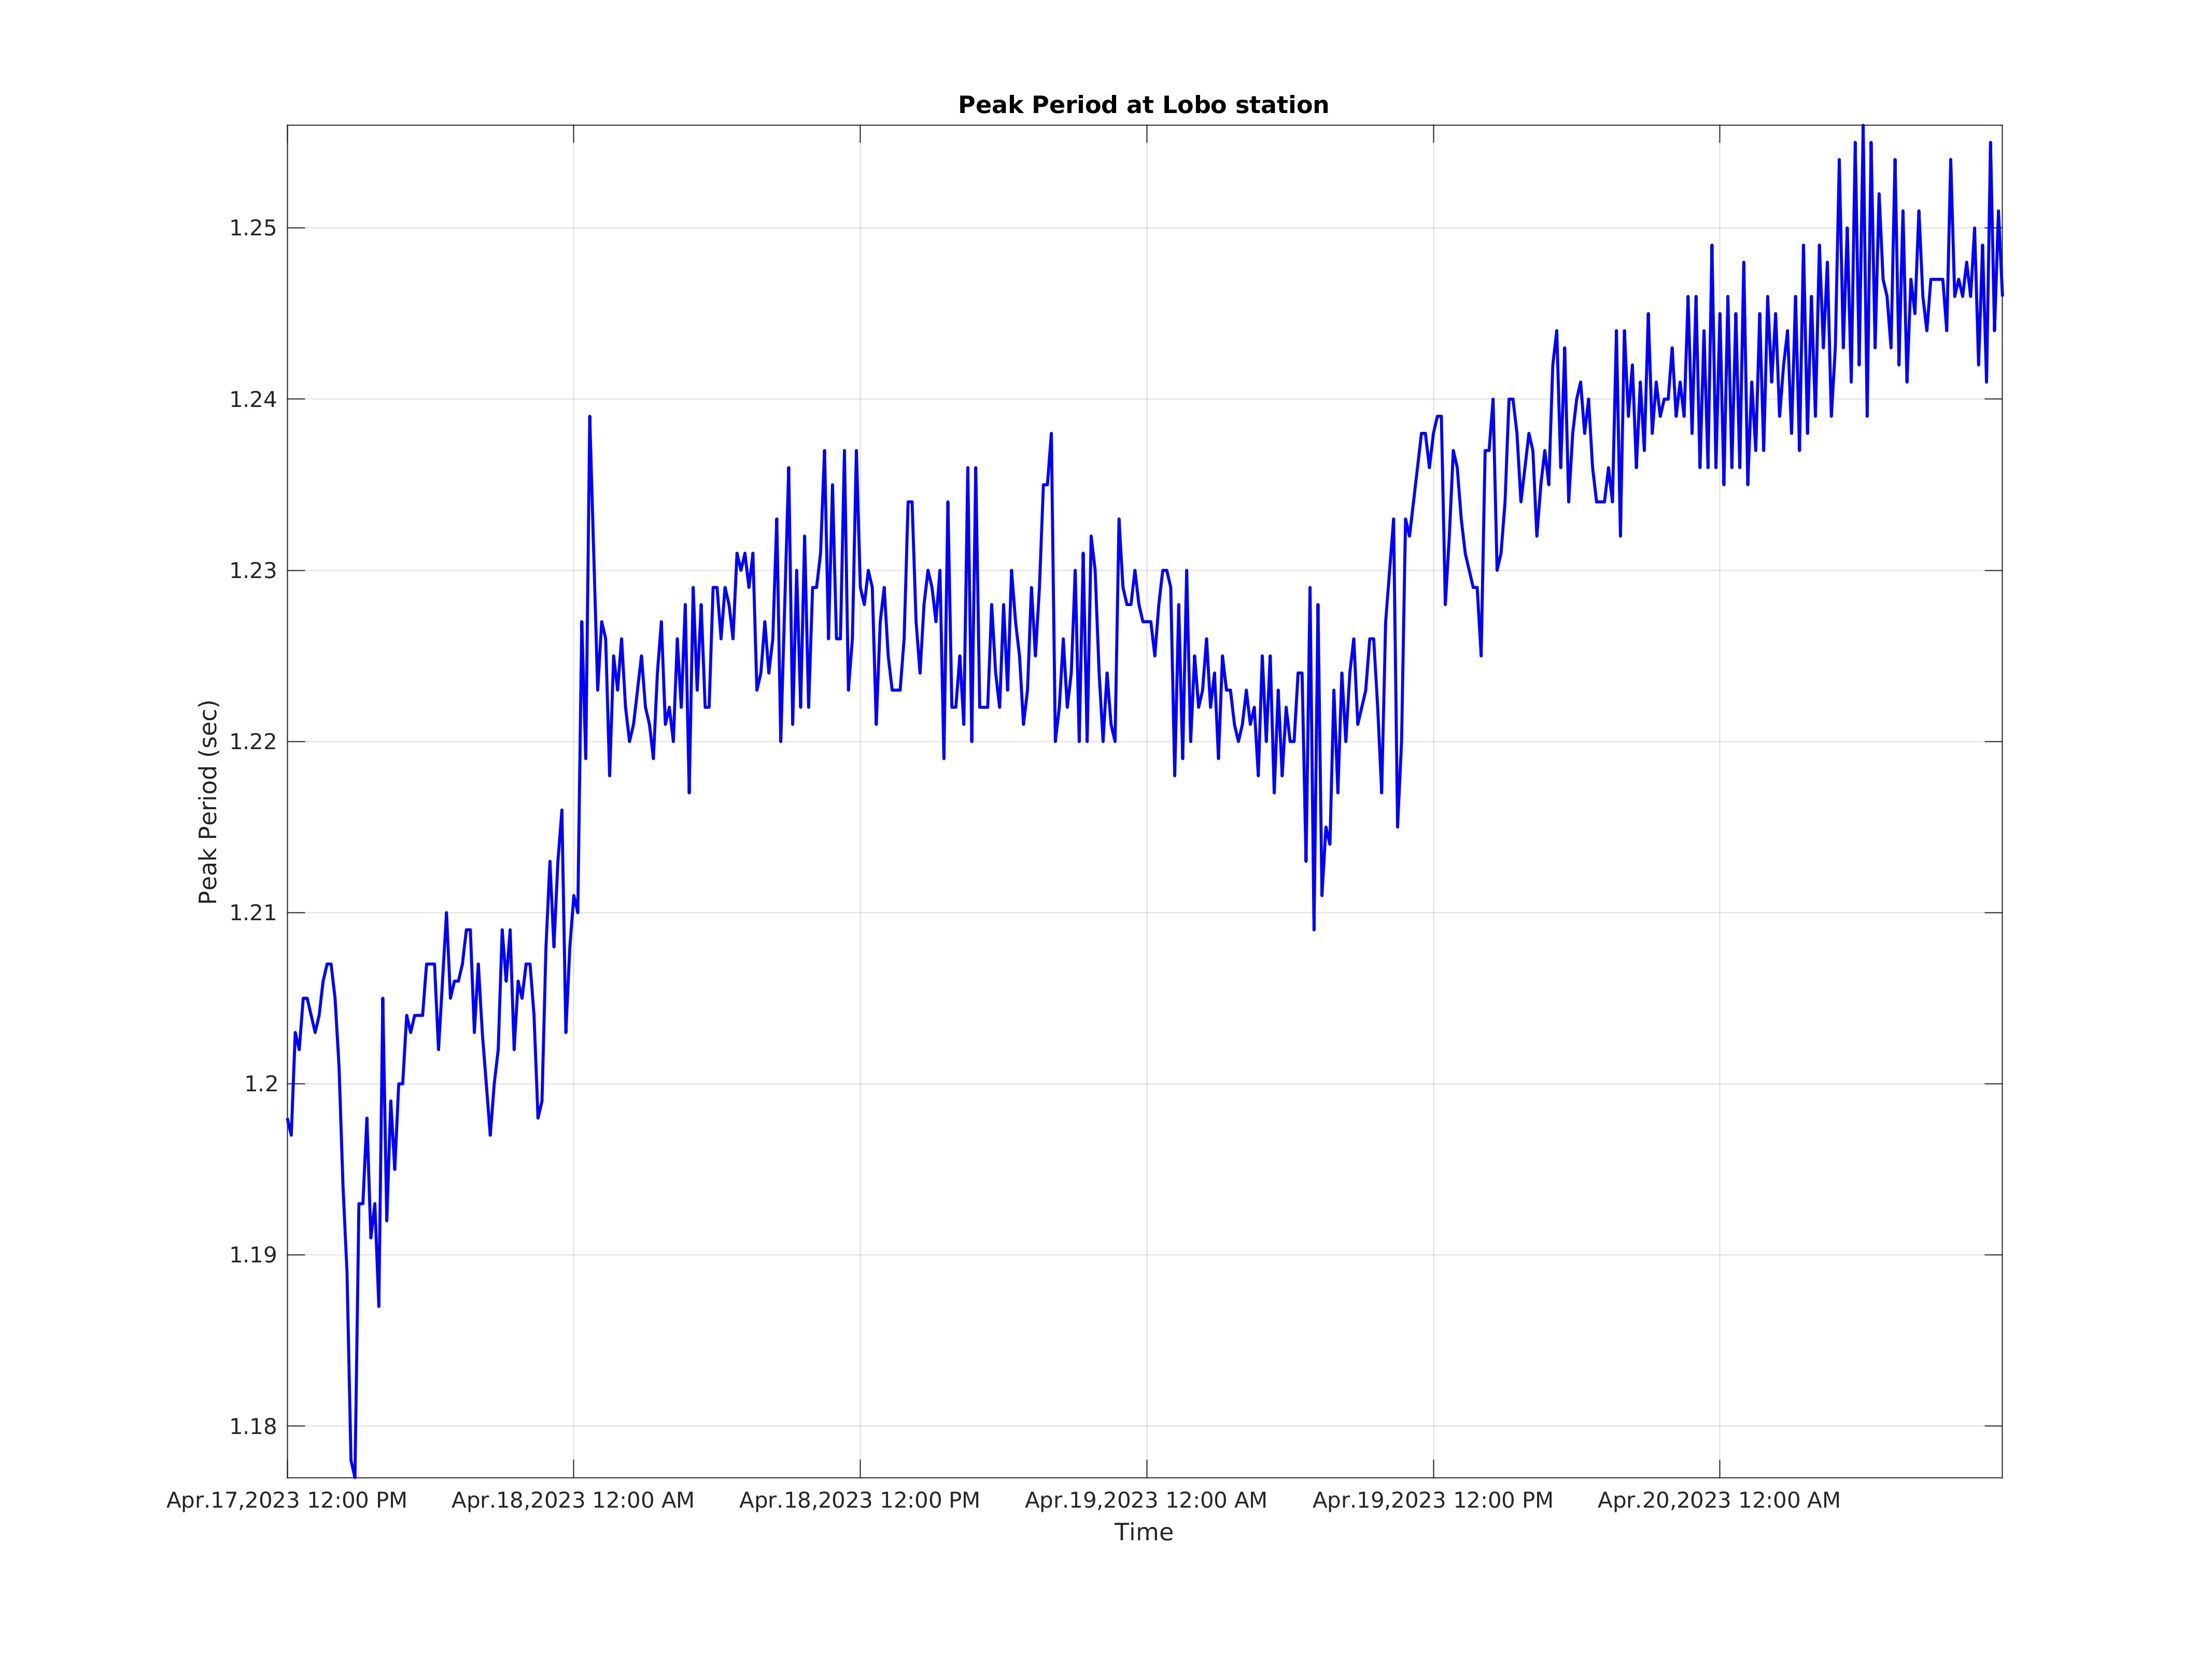 Peak Period at Lobo station
Peak Period (sec)
1.25
1.24
1.23
1.22
1.21
1.2
1.19
1.18
Apr.17,2023 12:00 PM Apr.18,2023 12:00 AM Apr.18,2023 12:00 PM Apr.19,2023 12:00 AM Apr.19,2023 12:00 PM Apr.20,2023 12:00 AM
Time